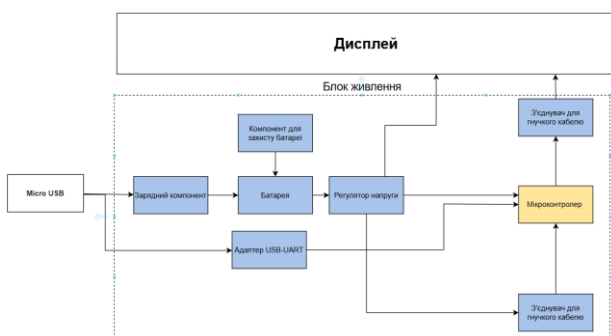 Дисплей
Блок живлення
З'єднувач для
гнучкого кабелю
Компонент для
захисту батареї
Micro USB
Зарядний компонент
Батарея
Регулятор напруги
Мікроконтролер
Адаптер USB-UART
З'єднувач для
гнучкого кабелю